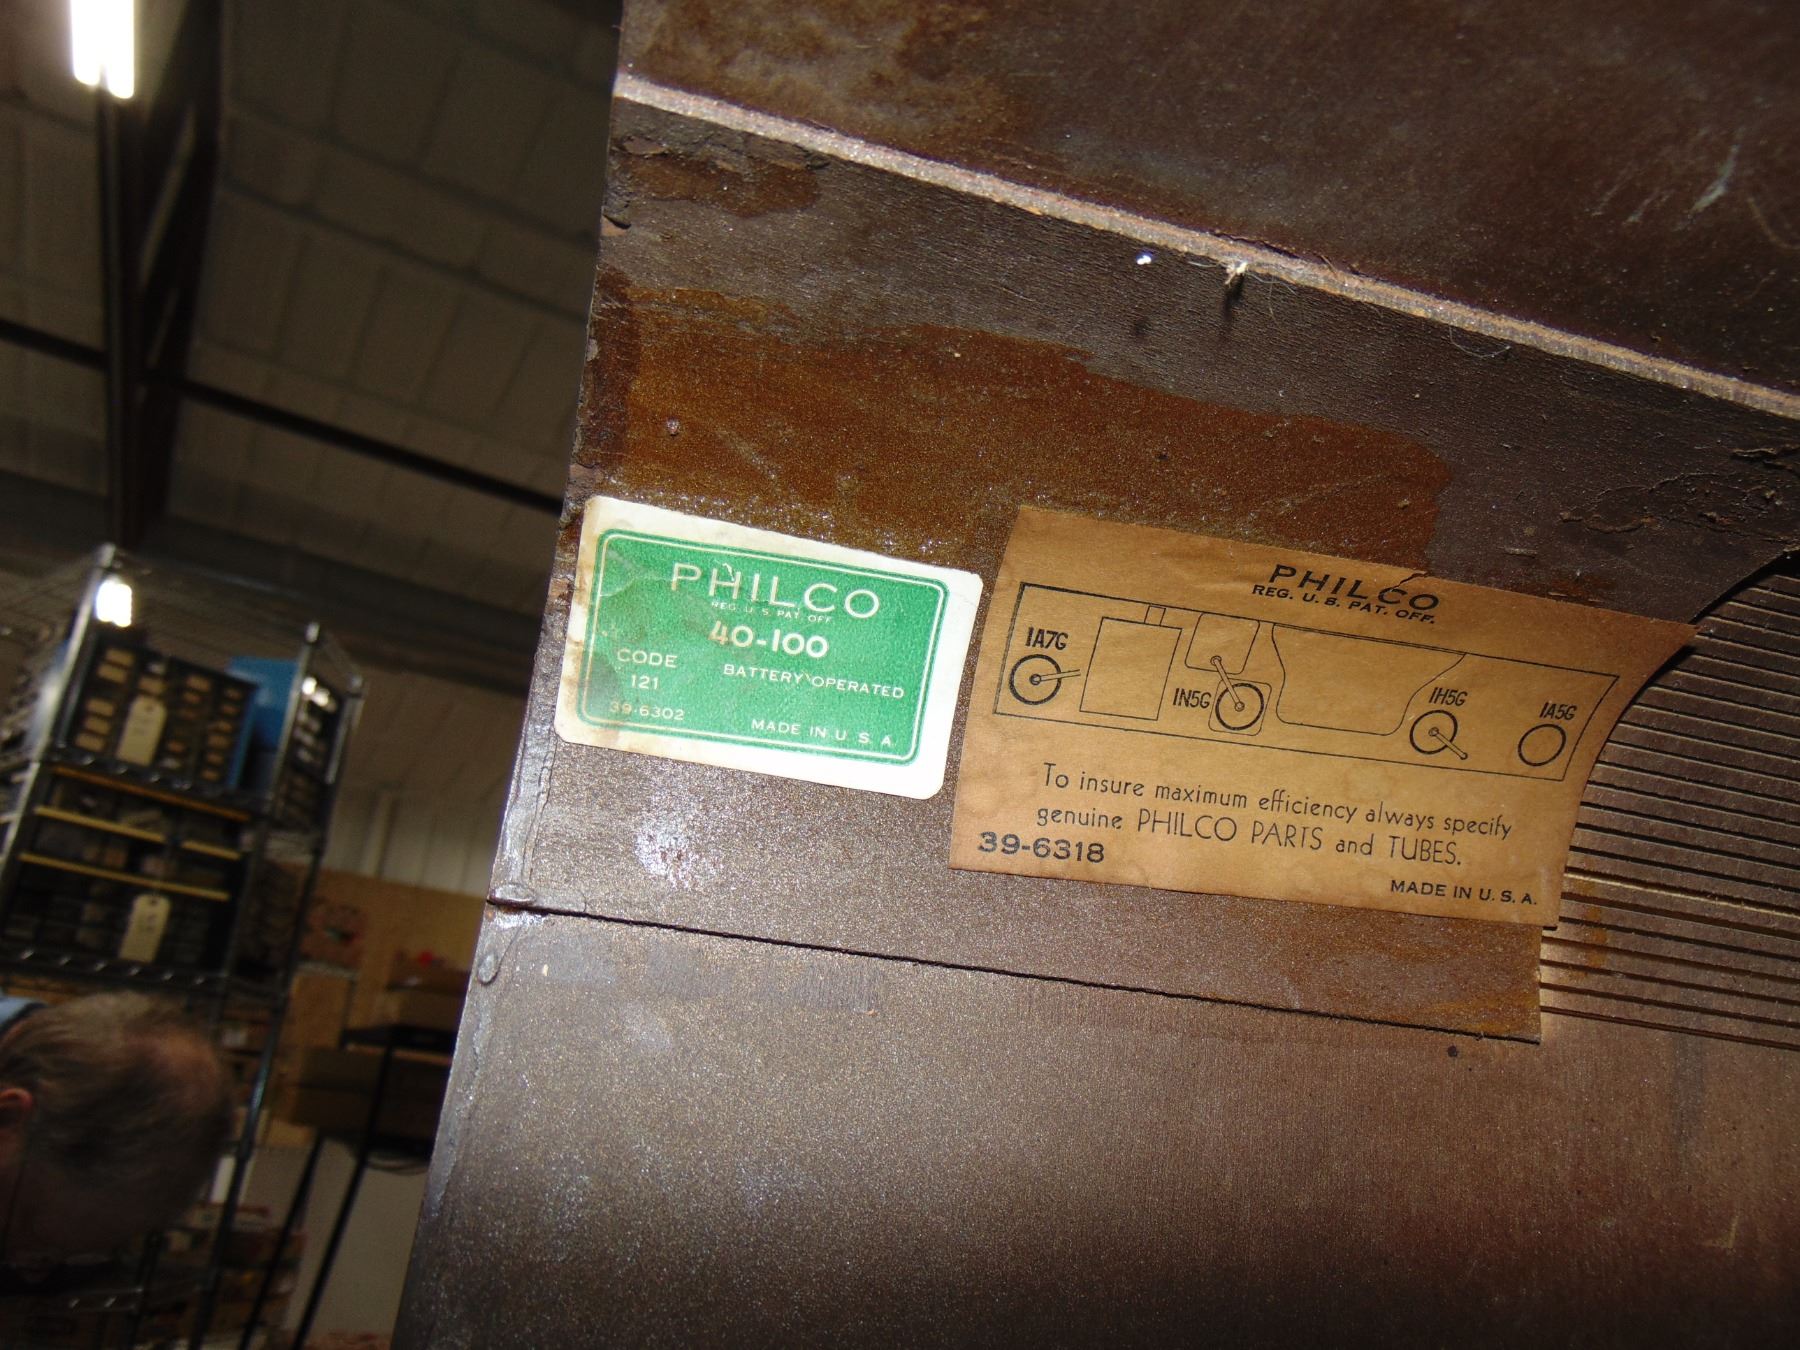 PHILCO
REG. U. S. PAT. OFF.
40-100
CODE
121
BATTERY OPERATED
39-6302
MADE IN U. S. A.
PHILCO
REG. U. S. PAT. OFF.
1A7G
1N5G
1H5G
1A5G
To insure maximum efficiency always specify
genuine PHILCO PARTS and TUBES.
39-6318
MADE IN U. S. A.